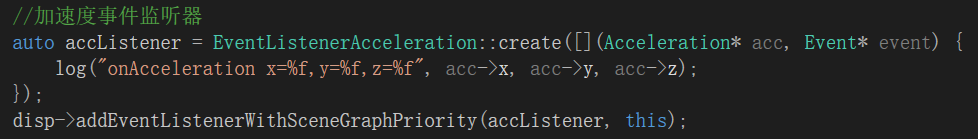 //加速度事件监听器
auto accListener = EventListenerAcceleration::create([](Acceleration* acc, Event* event) {
    log("onAcceleration x=%f,y=%f,z=%f", acc->x, acc->y, acc->z);
});
disp->addEventListenerWithSceneGraphPriority(accListener, this);